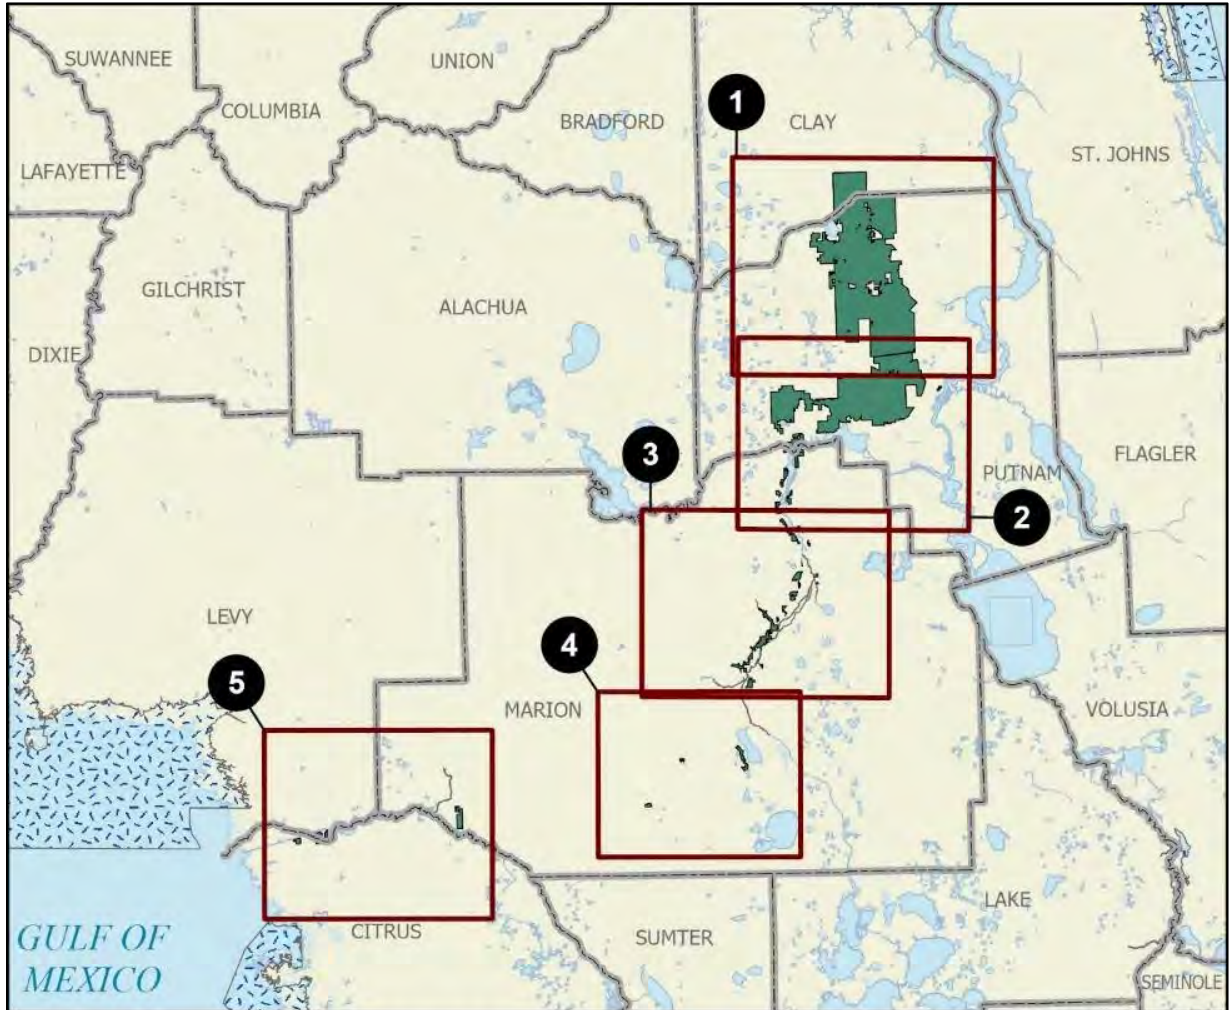 SUWANNEE
UNION
COLUMBIA
BRADFORD
1
CLAY
ST. JOHNS
LAFAYETTE
GILCHRIST
ALACHUA
DIXIE
3
PUTNAM
FLAGLER
2
LEVY
4
5
MARION
VOLUSIA
LAKE
GULF OF
MEXICO
CITRUS
SUMTER
SEMINOLE